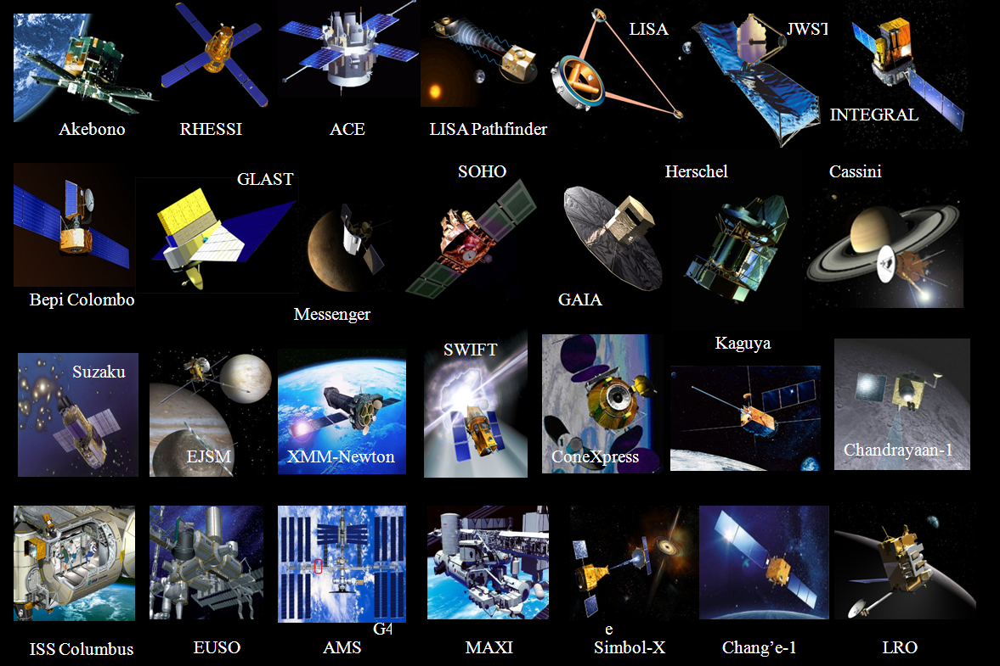 LISA
JWST
INTEGRAL
Akebono
RHESSI
ACE
LISA Pathfinder
GLAST
SOHO
Herschel
Cassini
Bepi Colombo
Messenger
GAIA
Suzaku
EJSM
XMM-Newton
SWIFT
ConeXpress
Kaguya
Chandrayaan-1
G4
e
ISS Columbus
EUSO
AMS
MAXI
Simbol-X
Chang’e-1
LRO